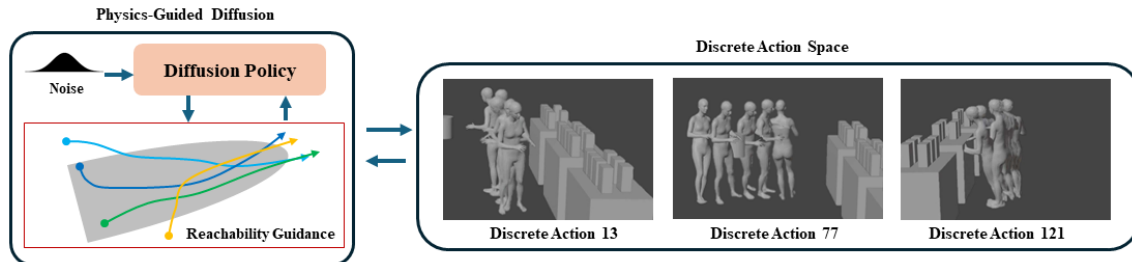 Physics-Guided Diffusion
Noise
Diffusion Policy
Reachability Guidance
Discrete Action Space
Discrete Action 13
Discrete Action 77
Discrete Action 121